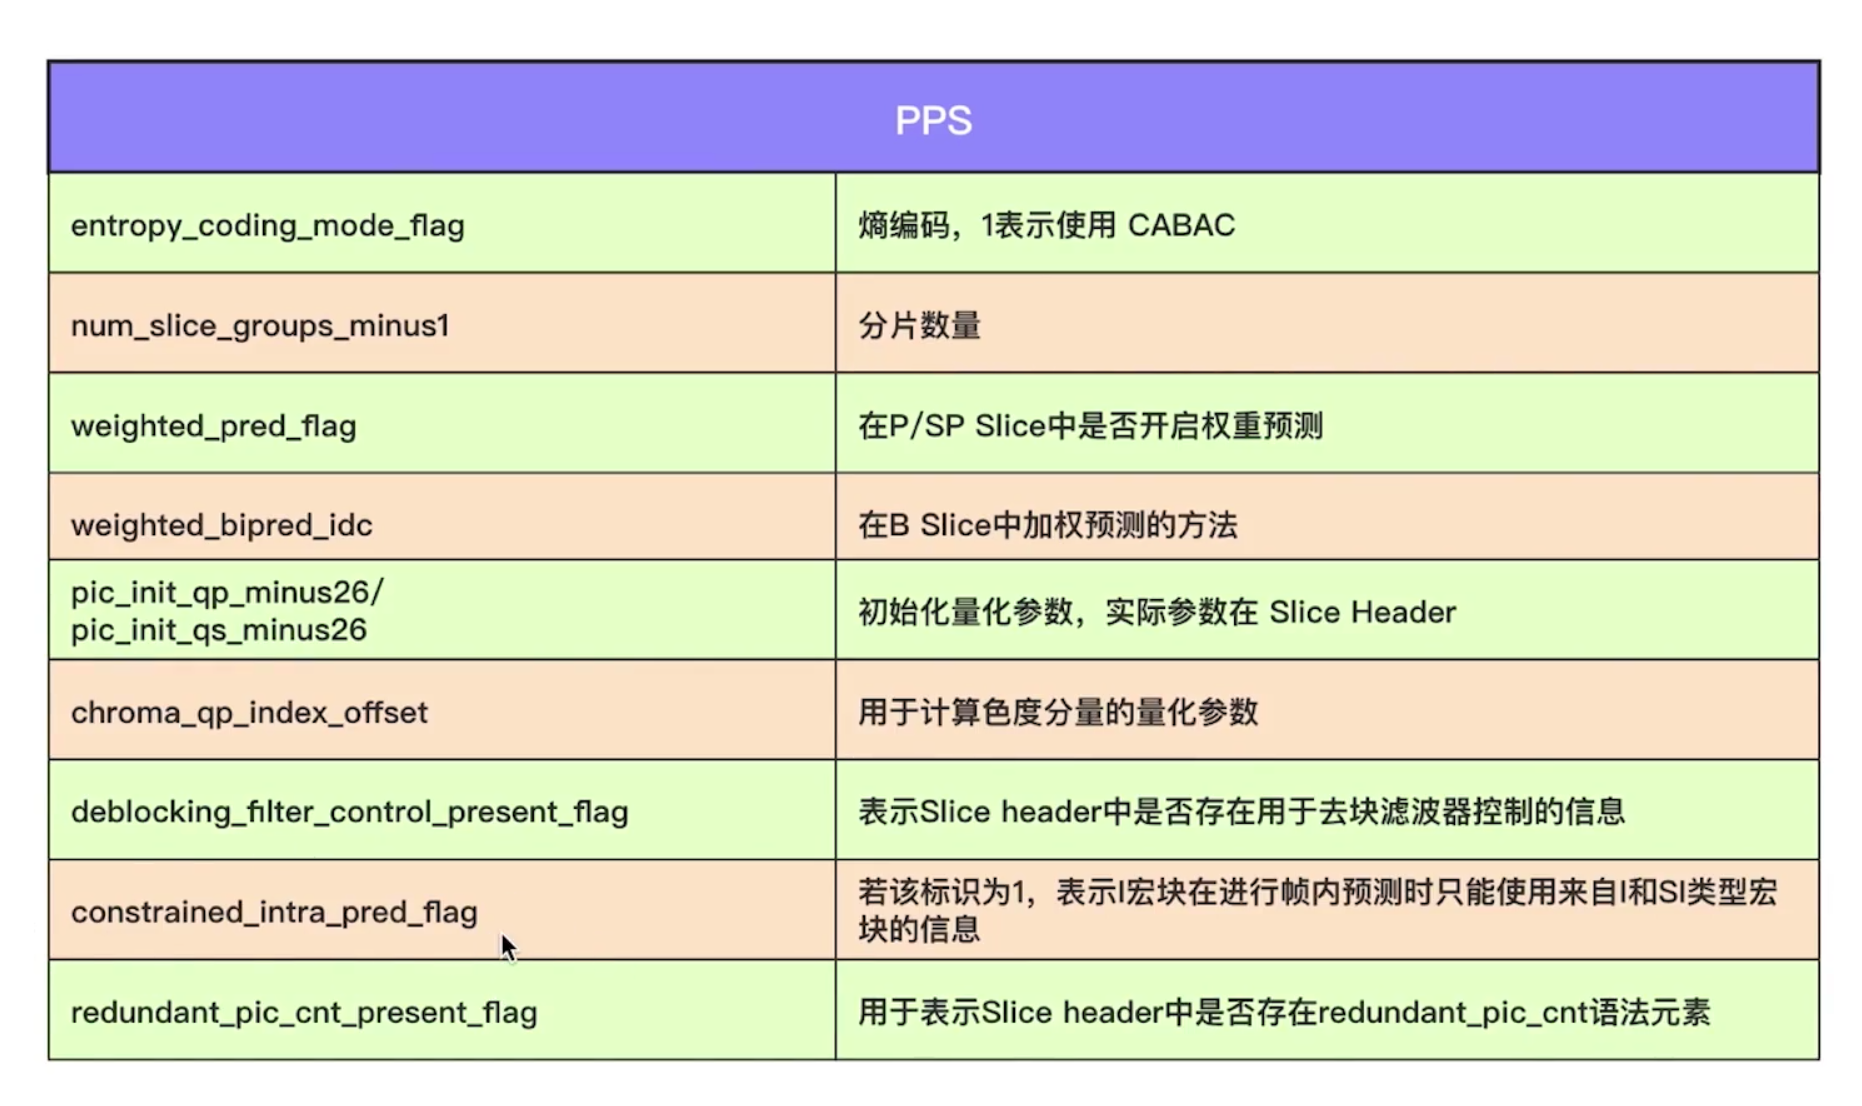 PPS
entropy_coding_mode_flag
熵编码，1表示使用 CABAC
num_slice_groups_minus1
分片数量
weighted_pred_flag
在P/SP Slice中是否开启权重预测
weighted_bipred_idc
在B Slice中加权预测的方法
pic_init_qp_minus26/
pic_init_qs_minus26
初始化量化参数，实际参数在 Slice Header
chroma_qp_index_offset
用于计算色度分量的量化参数
deblocking_filter_control_present_flag
表示Slice header中是否存在用于去块滤波器控制的信息
constrained_intra_pred_flag
若该标识为1，表示I宏块在进行帧内预测时只能使用来自I和SI类型宏
块的信息
redundant_pic_cnt_present_flag
用于表示Slice header中是否存在redundant_pic_cnt语法元素